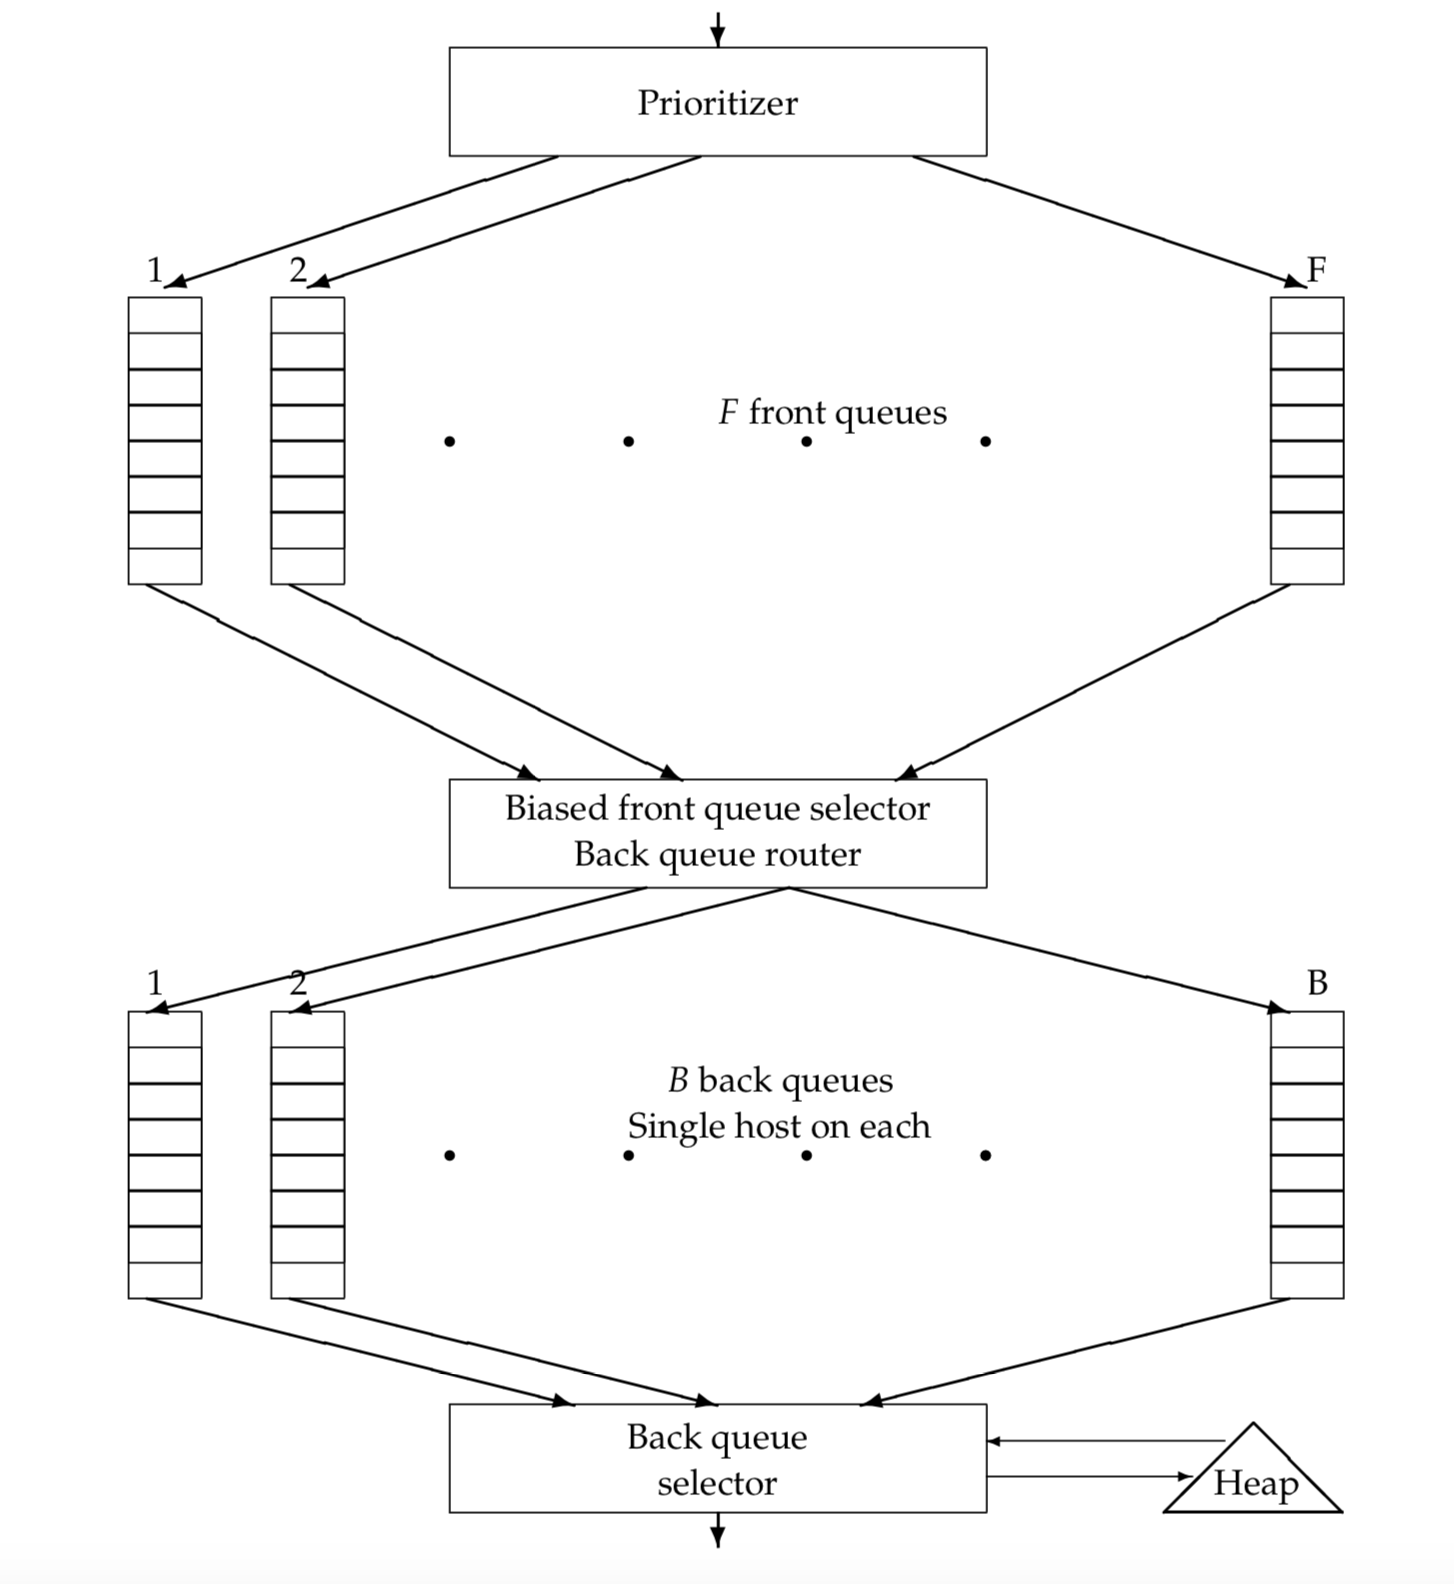 Prioritizer
1
2
F
F front queues
Biased front queue selector
Back queue router
1
2
B
B back queues
Single host on each
Back queue
selector
Heap